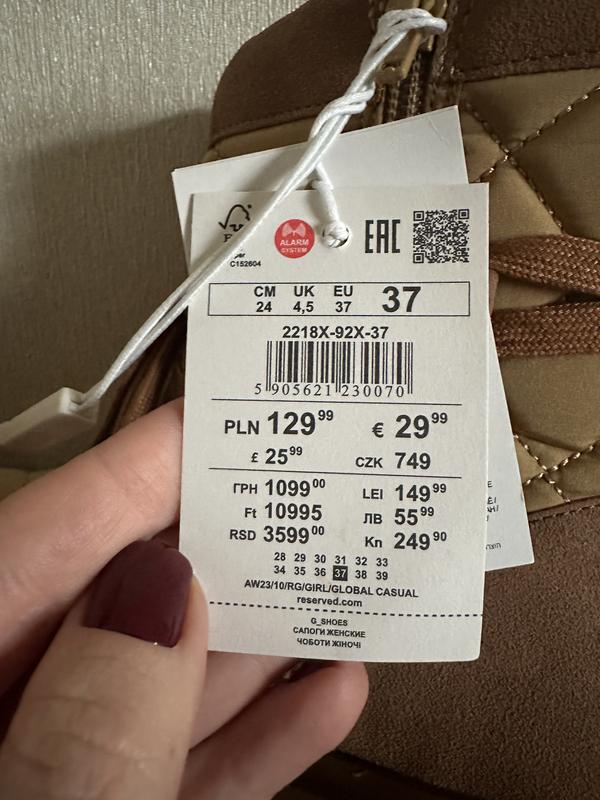 C152604
ALARM
SYSTEM
EAC
CM UK EU 37
24 4,5 37
2218X-92X-37
5 905621 230070
PLN 129 99 € 29 99
£ 25 99 CZK 749
ГРН 1099 00 LEI 149 99
Ft 10995 ЛВ 55 99
RSD 3599 00 Kn 249 90
28 29 30 31 32 33
34 35 36 37 38 39
AW23/10/RG/GIRL/GLOBAL CASUAL
reserved.com
G_SHOES
САПОГИ ЖЕНСКИЕ
ЧОБОТИ ЖІНОЧІ